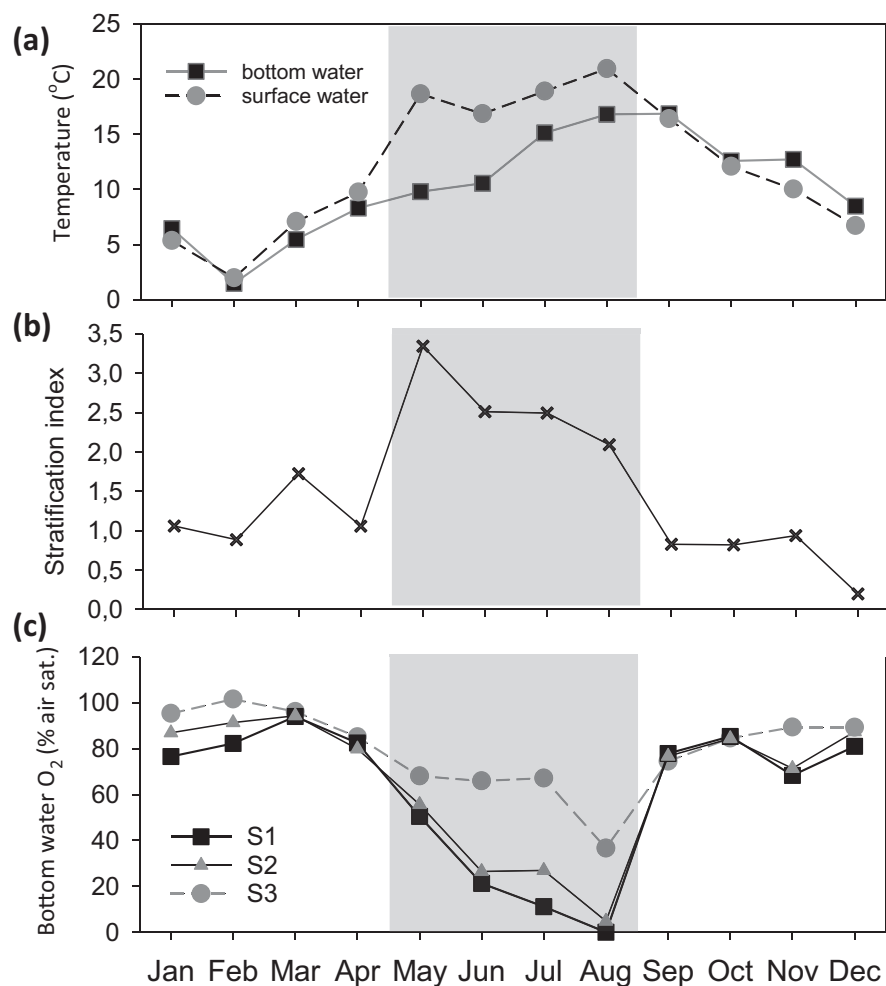 (a)
Temperature (°C)
25
20
15
10
5
0
bottom water
surface water
(b)
Stratification index
3,5
3,0
2,5
2,0
1,5
1,0
0,5
0,0
(c)
Bottom water O₂ (% air sat.)
120
100
80
60
40
20
0
S1
S2
S3
Jan Feb Mar Apr May Jun Jul Aug Sep Oct Nov Dec